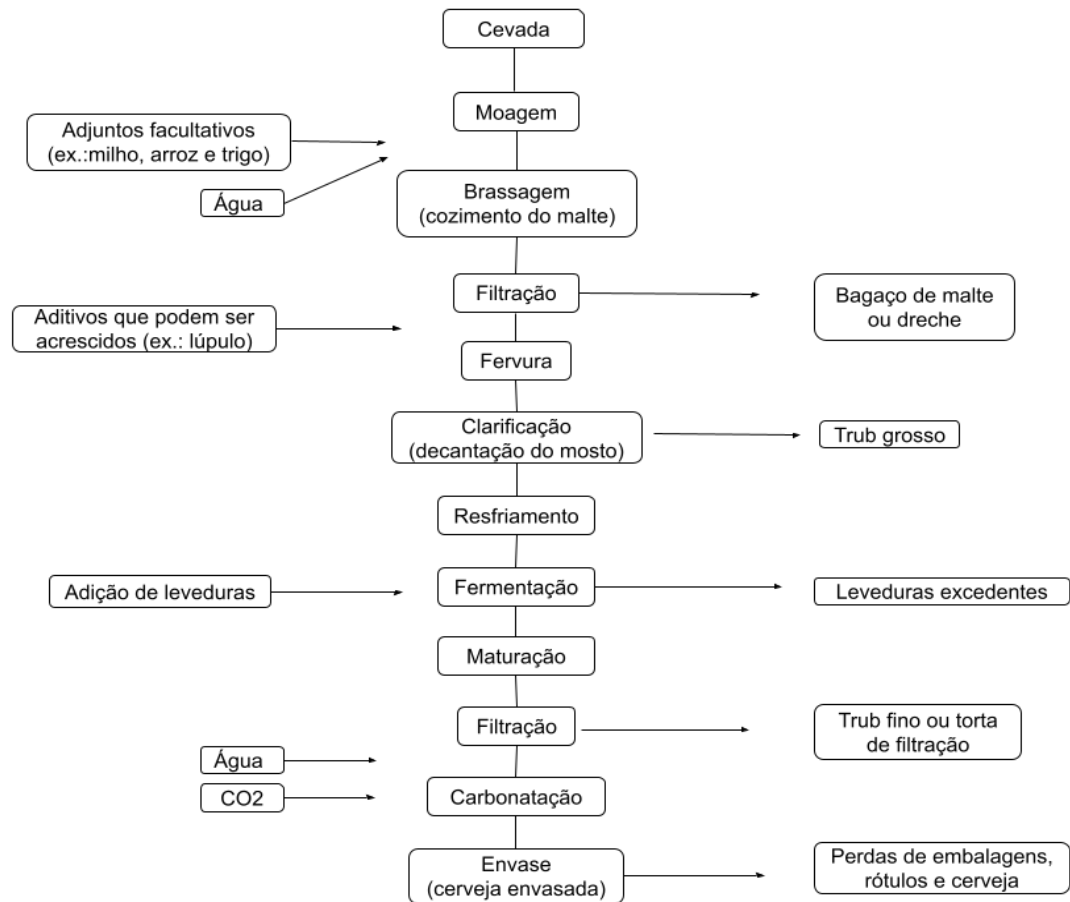 Cevada
Moagem
Adjuntos facultativos
(ex.:milho, arroz e trigo)
Água
Brassagem
(cozimento do malte)
Filtração
Bagaço de malte
ou dreche
Aditivos que podem ser
acrescidos (ex.: lúpulo)
Fervura
Clarificação
(decantação do mosto)
Trub grosso
Resfriamento
Adição de leveduras
Fermentação
Leveduras excedentes
Maturação
Filtração
Trub fino ou torta
de filtração
Água
CO2
Carbonatação
Envase
(cerveja envasada)
Perdas de embalagens,
rótulos e cerveja